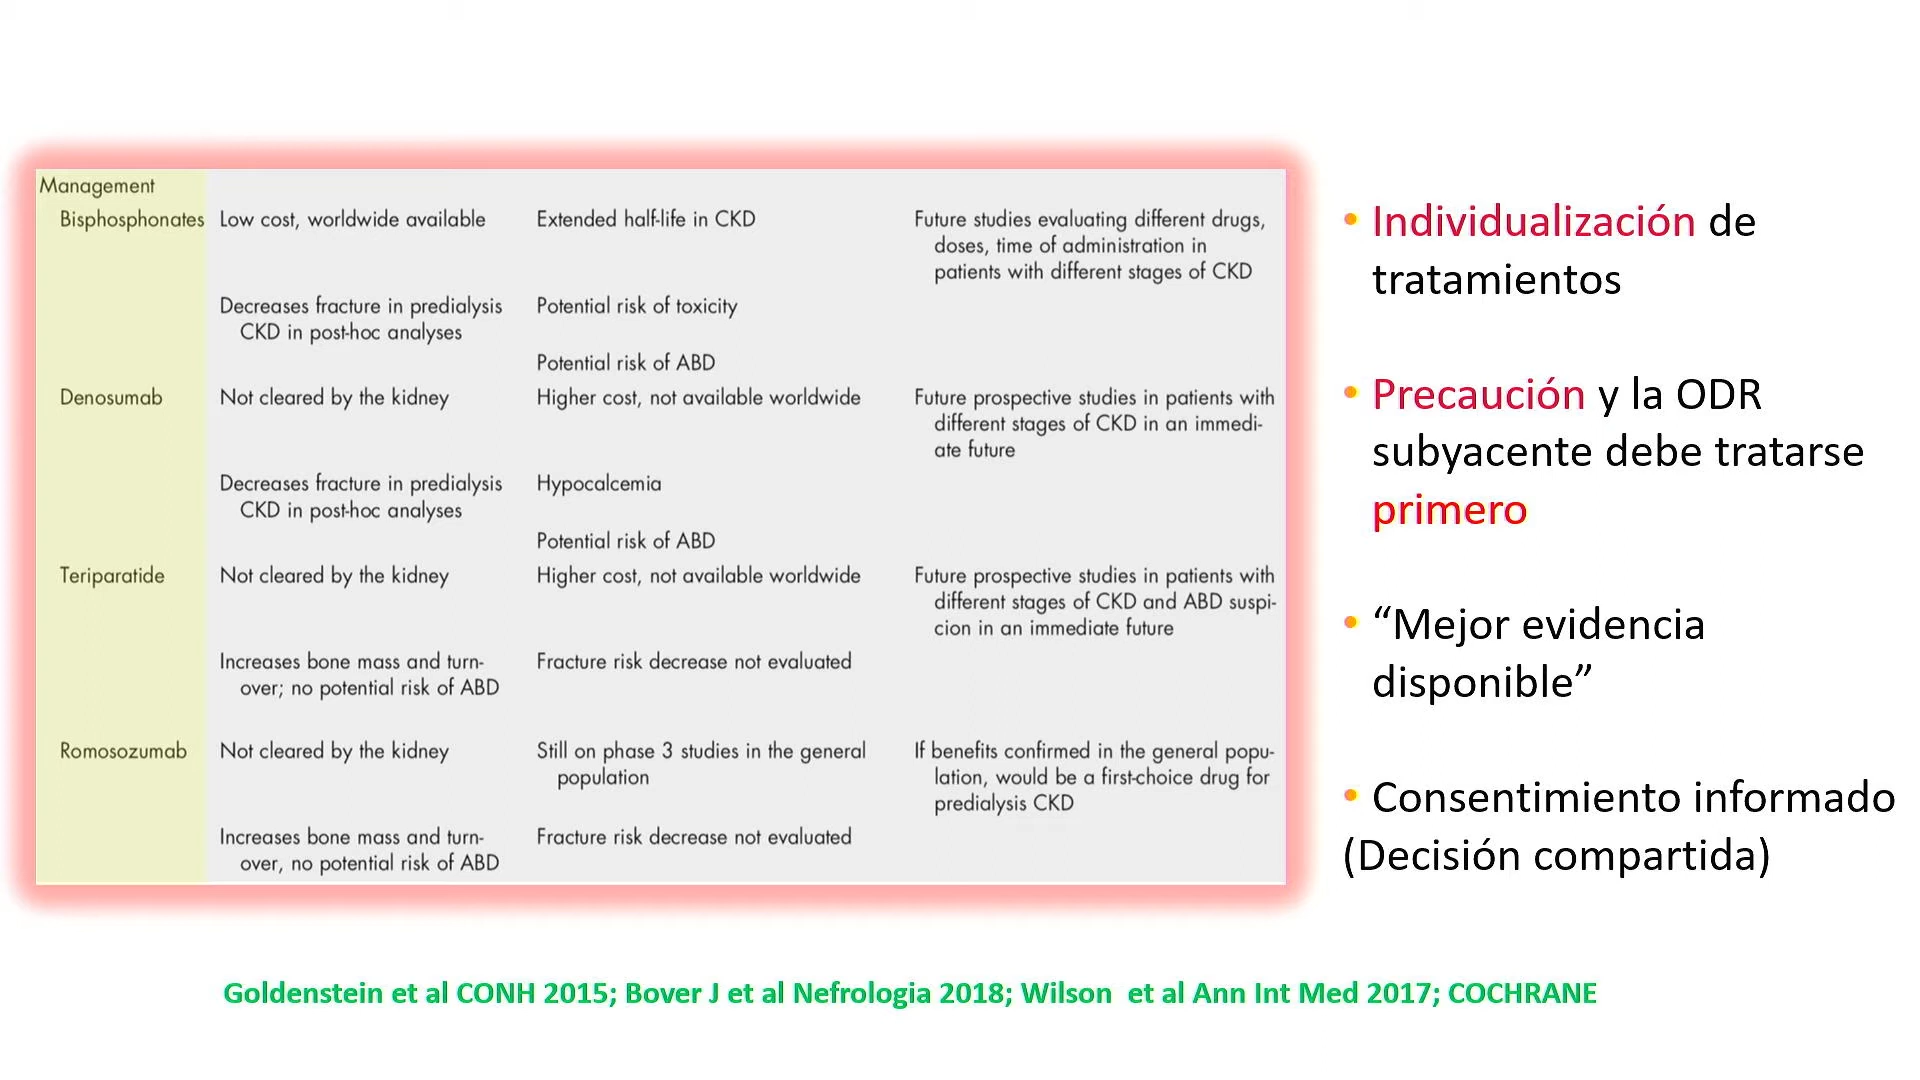 Management
Bisphosphonates
Low cost, worldwide available
Extended half-life in CKD
Future studies evaluating different drugs,
doses, time of administration in
patients with different stages of CKD
Decreases fracture in predialysis
CKD in post-hoc analyses
Potential risk of toxicity
Potential risk of ABD
Denosumab
Not cleared by the kidney
Higher cost, not available worldwide
Future prospective studies in patients with
different stages of CKD in an immedi-
ate future
Decreases fracture in predialysis
CKD in post-hoc analyses
Hypocalcemia
Potential risk of ABD
Teriparatide
Not cleared by the kidney
Higher cost, not available worldwide
Future prospective studies in patients with
different stages of CKD and ABD suspi-
cion in an immediate future
Increases bone mass and turn-
over; no potential risk of ABD
Fracture risk decrease not evaluated
Romosozumab
Not cleared by the kidney
Still on phase 3 studies in the general
population
If benefits confirmed in the general popu-
lation, would be a first-choice drug for
predialysis CKD
Increases bone mass and turn-
over, no potential risk of ABD
Fracture risk decrease not evaluated
• Individualización de
tratamientos
• Precaución y la ODR
subyacente debe tratarse
primero
• “Mejor evidencia
disponible”
• Consentimiento informado
(Decisión compartida)
Goldenstein et al CONH 2015; Bover J et al Nefrologia 2018; Wilson et al Ann Int Med 2017; COCHRANE